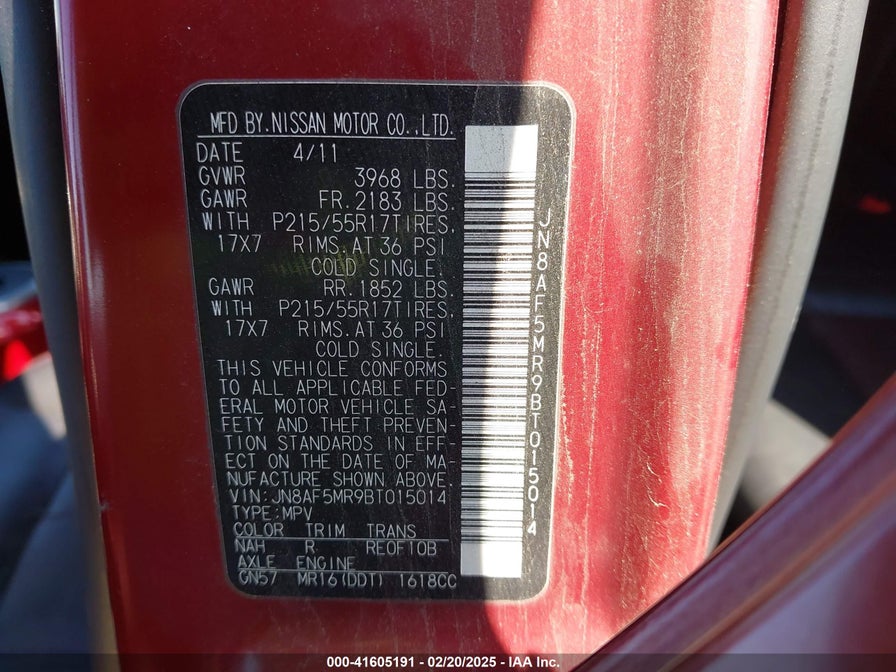 MFD BY.NISSAN MOTOR CO.,LTD.
DATE 4/11
GVWR 3968 LBS.
GAWR FR. 2183 LBS.
WITH P215/55R17TIRES,
17X7 RIMS.AT 36 PSI
COLD SINGLE.
GAWR RR. 1852 LBS.
WITH P215/55R17TIRES,
17X7 RIMS.AT 36 PSI
COLD SINGLE.
THIS VEHICLE CONFORMS
TO ALL APPLICABLE FED-
ERAL MOTOR VEHICLE SA-
FETY AND THEFT PREVEN-
TION STANDARDS IN EFF-
ECT ON THE DATE OF MA-
NUFACTURE SHOWN ABOVE.
VIN: JN8AF5MR9BT015014
TYPE: MPV
COLOR TRIM TRANS
NAH R RE0F10B
AXLE ENGINE
GN57 MR16(DDT) 1618CC
JN8AF5MR9BT015014
000-41605191 - 02/20/2025 - IAA Inc.